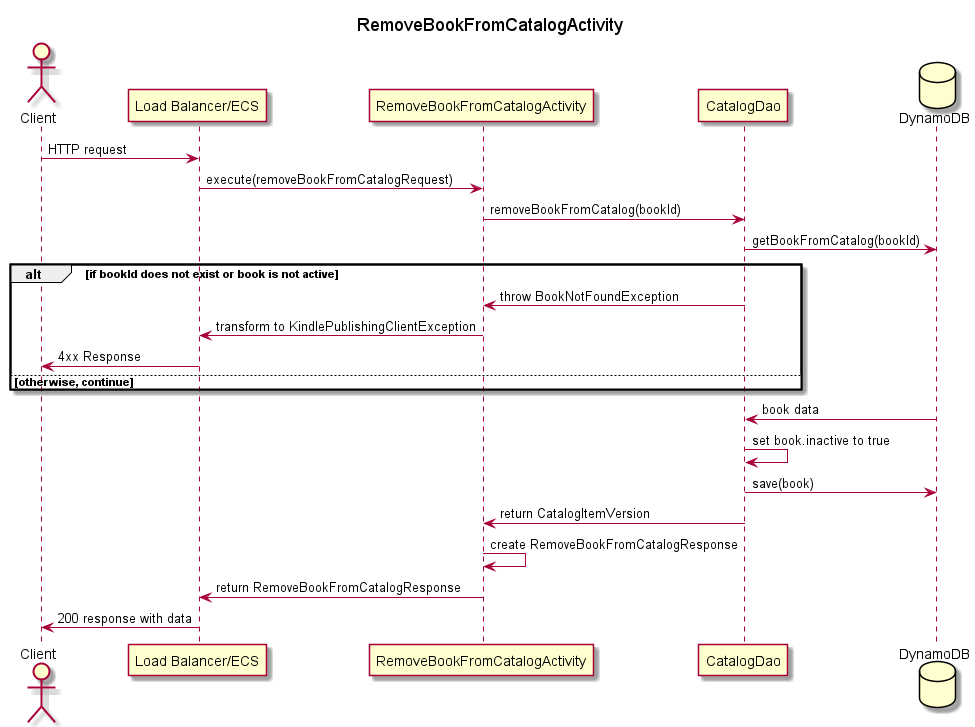 RemoveBookFromCatalogActivity
Client
Load Balancer/ECS
RemoveBookFromCatalogActivity
CatalogDao
DynamoDB
HTTP request
execute(removeBookFromCatalogRequest)
removeBookFromCatalog(bookId)
getBookFromCatalog(bookId)
alt [if bookId does not exist or book is not active]
throw BookNotFoundException
transform to KindlePublishingClientException
4xx Response
[otherwise, continue]
book data
set book.inactive to true
save(book)
return CatalogItemVersion
create RemoveBookFromCatalogResponse
return RemoveBookFromCatalogResponse
200 response with data
Client
Load Balancer/ECS
RemoveBookFromCatalogActivity
CatalogDao
DynamoDB